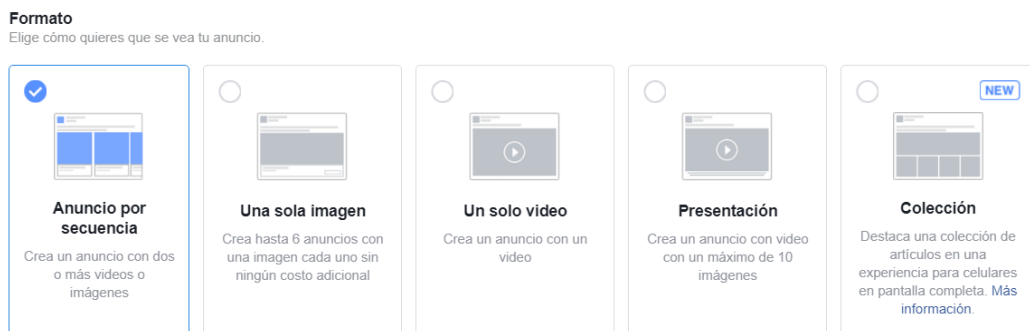 Formato
Elige cómo quieres que se vea tu anuncio.
NEW
Anuncio por
secuencia
Crea un anuncio con dos
o más videos o
imágenes
Una sola imagen
Crea hasta 6 anuncios con
una imagen cada uno sin
ningún costo adicional
Un solo video
Crea un anuncio con un
video
Presentación
Crea un anuncio con video
con un máximo de 10
imágenes
Colección
Destaca una colección de
artículos en una
experiencia para celulares
en pantalla completa. Más
información.